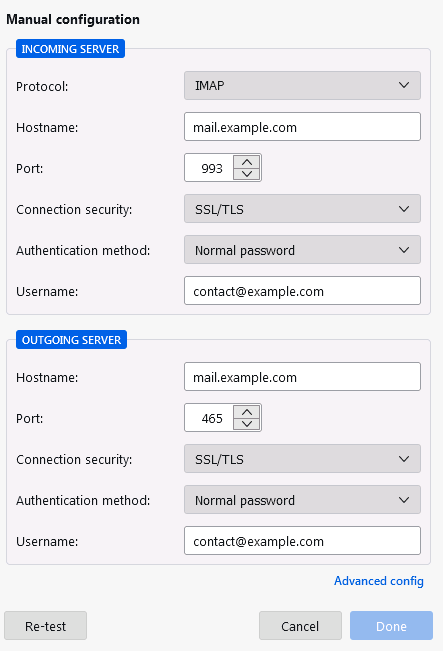 Manual configuration
INCOMING SERVER
Protocol: IMAP
Hostname: mail.example.com
Port: 993
Connection security: SSL/TLS
Authentication method: Normal password
Username: contact@example.com
OUTGOING SERVER
Hostname: mail.example.com
Port: 465
Connection security: SSL/TLS
Authentication method: Normal password
Username: contact@example.com
Advanced config
Re-test Cancel Done